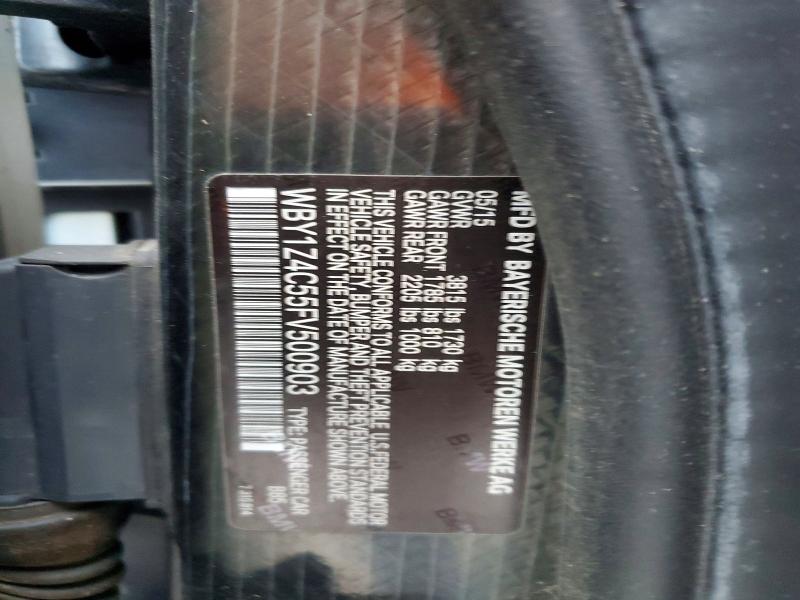 MFD BY BAYERISCHE MOTOREN WERKE AG
05/15
GVWR 3815 lbs 1730 kg
GAWR FRONT 1785 lbs 810 kg
GAWR REAR 2205 lbs 1000 kg
THIS VEHICLE CONFORMS TO ALL APPLICABLE U.S. FEDERAL MOTOR
VEHICLE SAFETY, BUMPER AND THEFT PREVENTION STANDARDS
IN EFFECT ON THE DATE OF MANUFACTURE SHOWN ABOVE.
WBY1Z4C55FV500903 TYPE: PASSENGER CAR